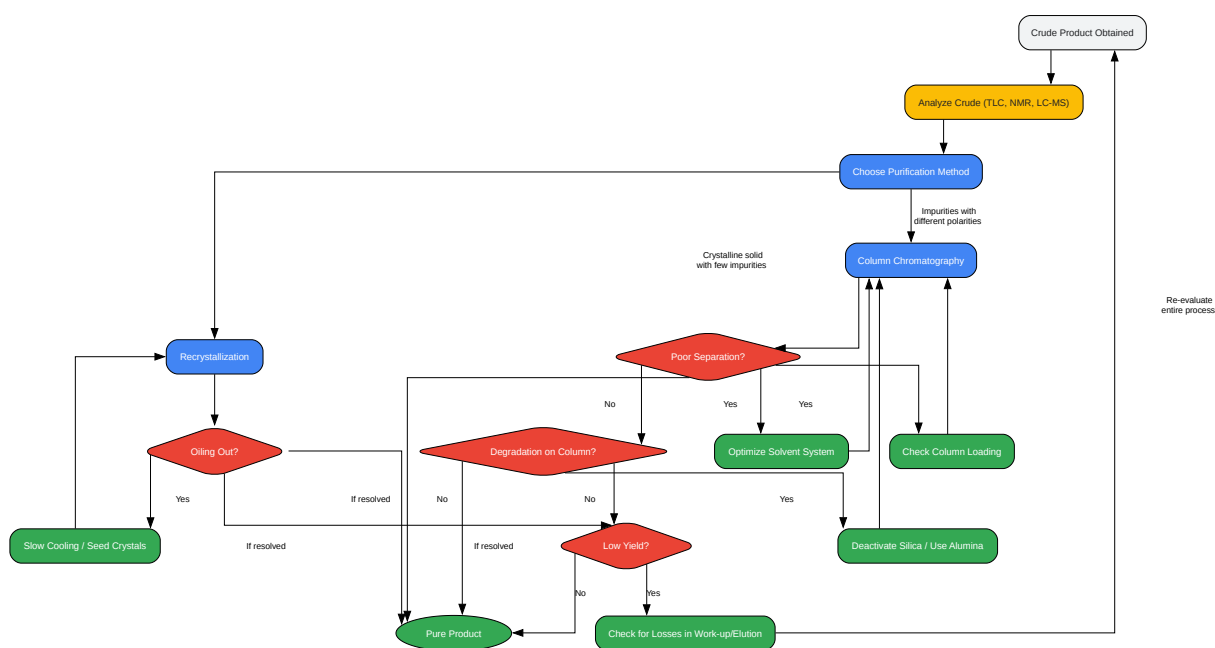 Crude Product Obtained
Analyze Crude (TLC, NMR, LC-MS)
Choose Purification Method
Impurities with
different polarities
Crystalline solid
with few impurities
Column Chromatography
Re-evaluate
entire process
Recrystallization
Poor Separation?
No
Yes
Yes
Oiling Out?
Degradation on Column?
Optimize Solvent System
Check Column Loading
Yes
If resolved
No
No
Yes
Slow Cooling / Seed Crystals
If resolved
If resolved
Low Yield?
Deactivate Silica / Use Alumina
No
Yes
Pure Product
Check for Losses in Work-up/Elution